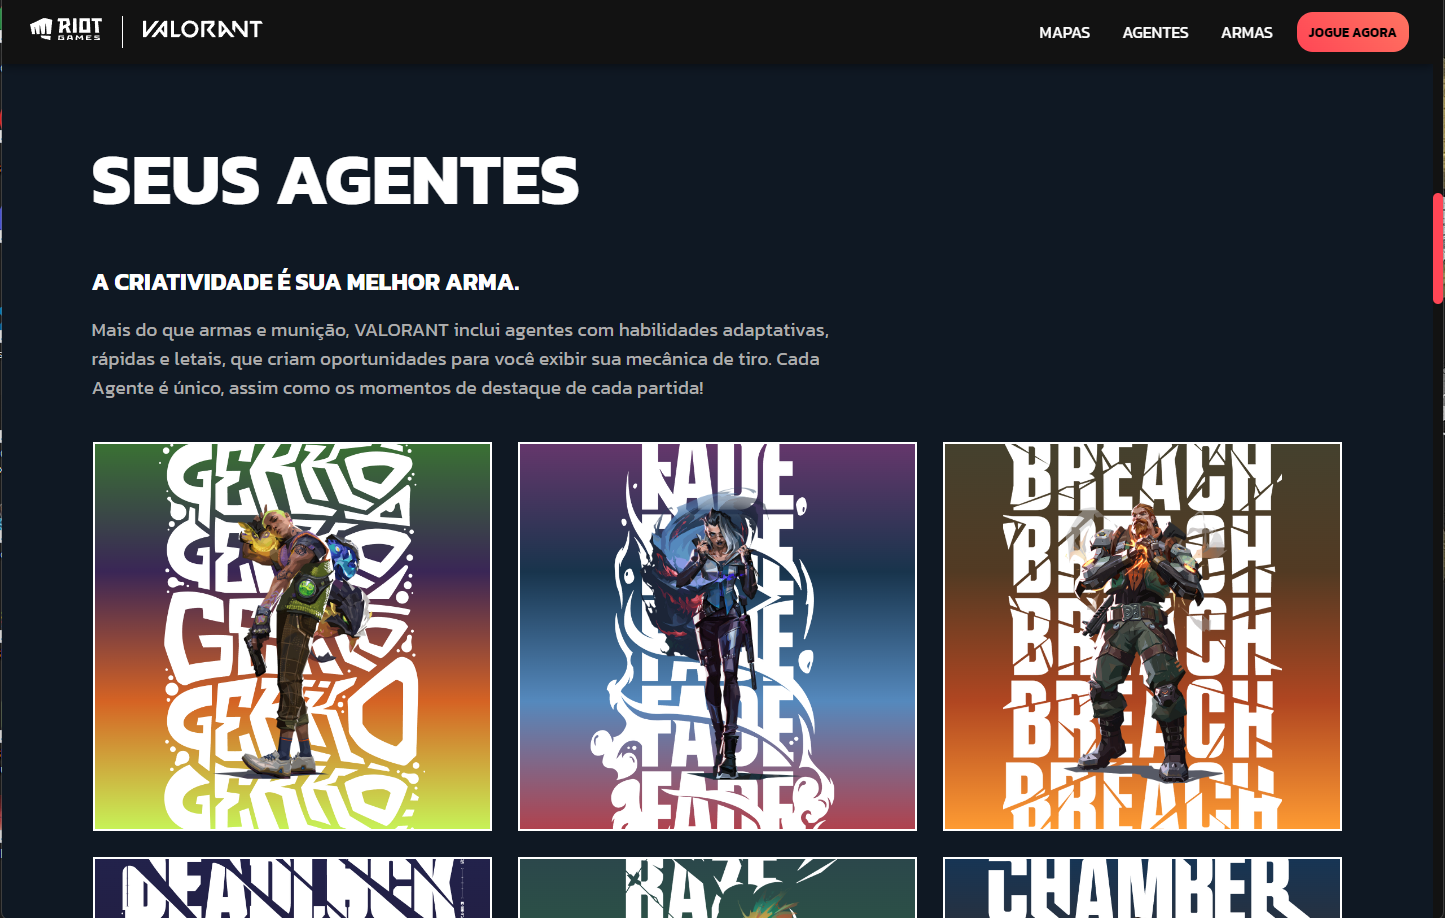 RIOT GAMES VALORANT MAPAS AGENTES ARMAS JOGUE AGORA
SEUS AGENTES
A CRIATIVIDADE É SUA MELHOR ARMA.
Mais do que armas e munição, VALORANT inclui agentes com habilidades adaptativas,
rápidas e letais, que criam oportunidades para você exibir sua mecânica de tiro. Cada
Agente é único, assim como os momentos de destaque de cada partida!
GEKKO
GEKKO
GEKKO
GEKKO
GEKKO
FADE
FADE
FADE
FADE
FADE
BREACH
BREACH
BREACH
BREACH
BREACH
DEADLOCK
RAZE
CHAMBER